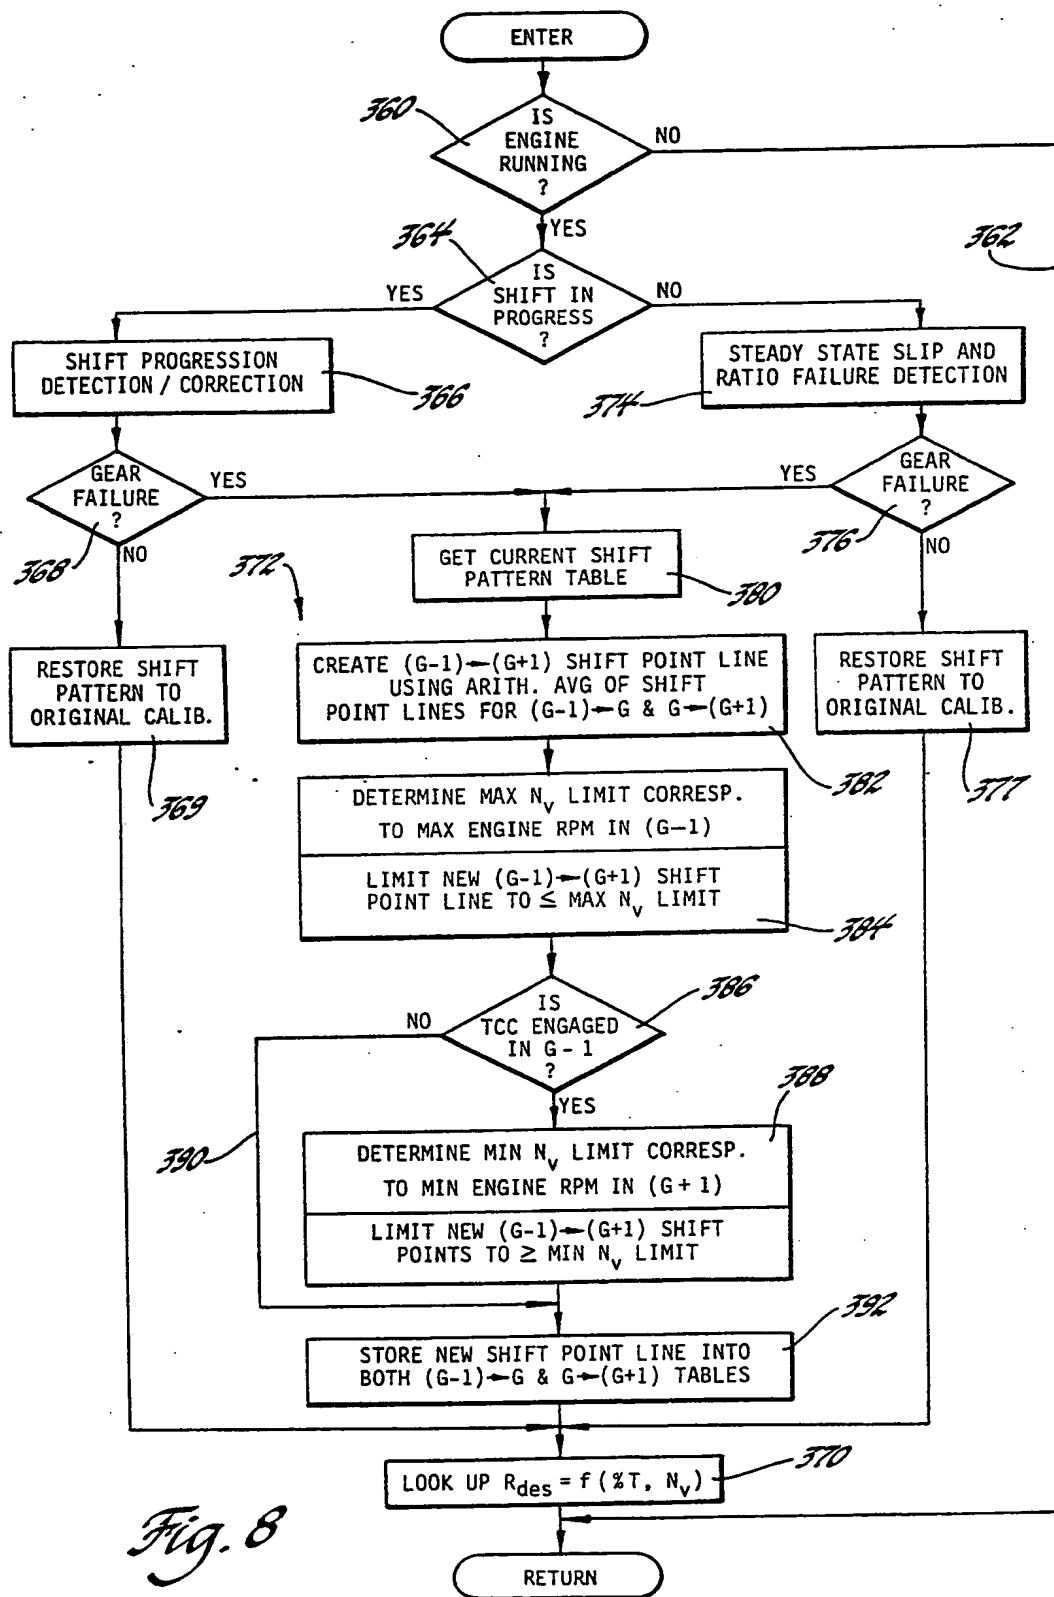 ENTER
360
IS
ENGINE
RUNNING
?
NO
YES
362
364
IS
SHIFT IN
PROGRESS
?
YES
NO
SHIFT PROGRESSION
DETECTION / CORRECTION
366
STEADY STATE SLIP AND
RATIO FAILURE DETECTION
374
GEAR
FAILURE
?
YES
NO
368
GEAR
FAILURE
?
YES
NO
376
372
GET CURRENT SHIFT
PATTERN TABLE
380
RESTORE SHIFT
PATTERN TO
ORIGINAL CALIB.
369
CREATE (G-1)→(G+1) SHIFT POINT LINE
USING ARITH. AVG OF SHIFT
POINT LINES FOR (G-1)→G & G→(G+1)
382
RESTORE SHIFT
PATTERN TO
ORIGINAL CALIB.
377
DETERMINE MAX Nv LIMIT CORRESP.
TO MAX ENGINE RPM IN (G-1)
LIMIT NEW (G-1)→(G+1) SHIFT
POINT LINE TO ≤ MAX Nv LIMIT
384
IS
TCC ENGAGED
IN G-1
?
386
NO
YES
388
390
DETERMINE MIN Nv LIMIT CORRESP.
TO MIN ENGINE RPM IN (G+1)
LIMIT NEW (G-1)→(G+1) SHIFT
POINTS TO ≥ MIN Nv LIMIT
392
STORE NEW SHIFT POINT LINE INTO
BOTH (G-1)→G & G→(G+1) TABLES
LOOK UP Rdes = f (%T, Nv)
370
RETURN
Fig. 8